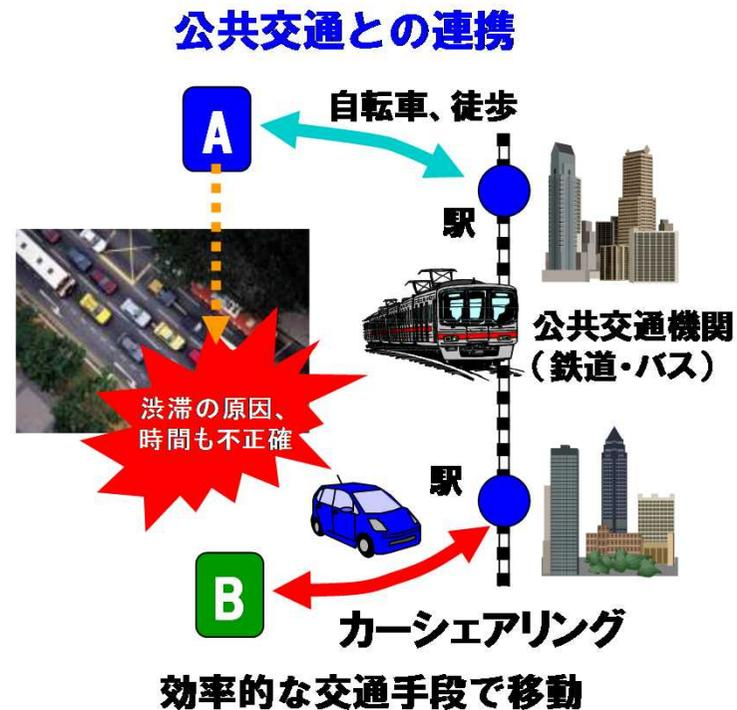 公共交通との連携
A
自転車、徒歩
駅
公共交通機関
（鉄道・バス）
渋滞の原因、
時間も不正確
駅
B
カーシェアリング
効率的な交通手段で移動